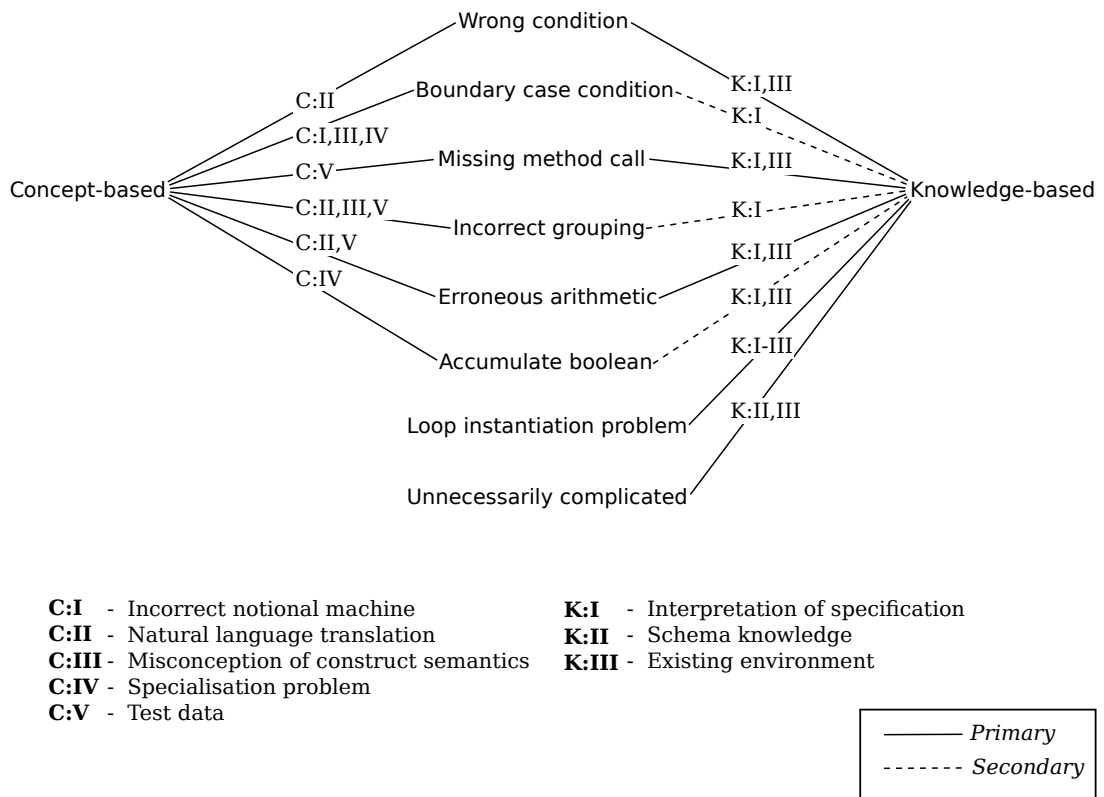 Wrong condition
K:I,III
Boundary case condition
C:II
K:I
C:I,III,IV
Missing method call
K:I,III
C:V
Concept-based
Knowledge-based
C:II,III,V
K:I
Incorrect grouping
C:II,V
K:I,III
C:IV
Erroneous arithmetic
K:I,III
K:I-III
Accumulate boolean
K:II,III
Loop instantiation problem
Unnecessarily complicated
C:I - Incorrect notional machine
C:II - Natural language translation
C:III - Misconception of construct semantics
C:IV - Specialisation problem
C:V - Test data
K:I - Interpretation of specification
K:II - Schema knowledge
K:III - Existing environment
Primary
Secondary